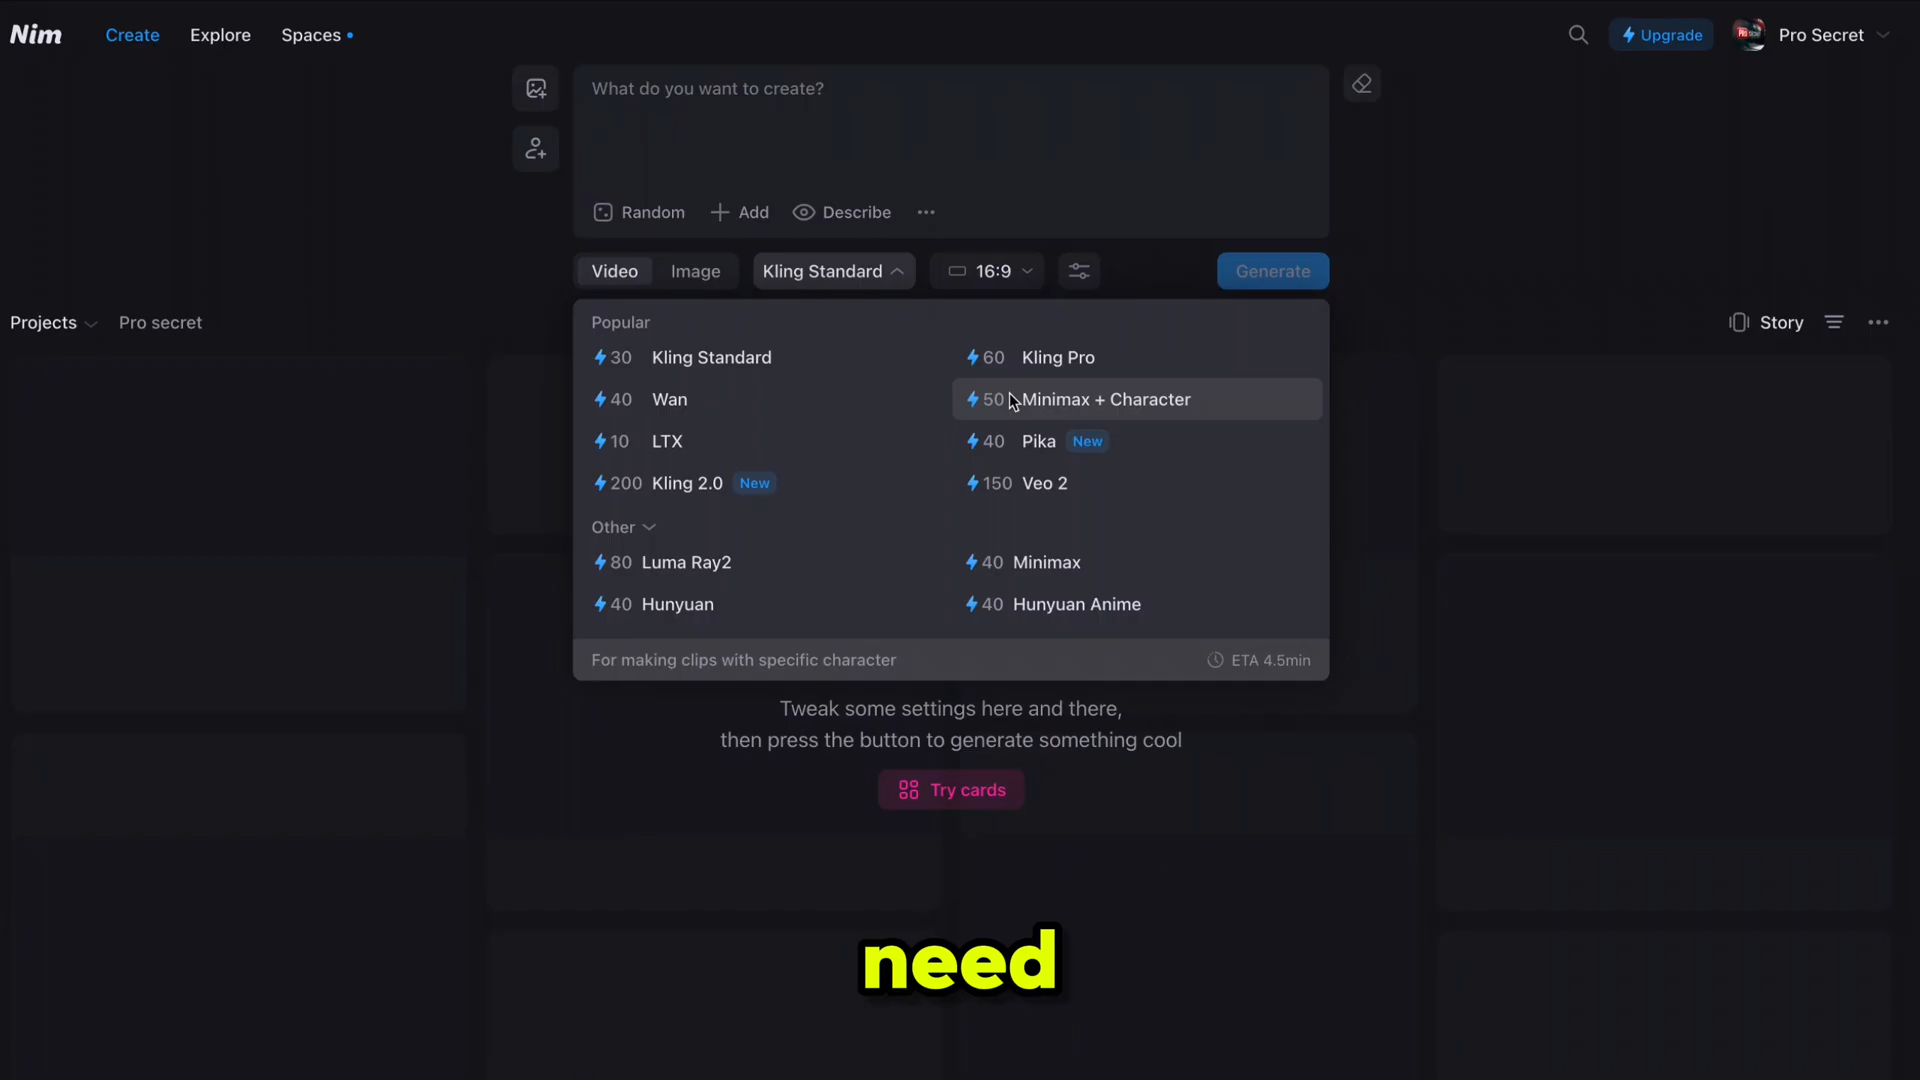 Nim Create Explore Spaces Upgrade Pro Secret
What do you want to create?
Random Add Describe
Video Image Kling Standard 16:9 Generate
Projects Pro secret Story
Popular
30 Kling Standard 60 Kling Pro
40 Wan 50 Minimax + Character
10 LTX 40 Pika New
200 Kling 2.0 New 150 Veo 2
Other
80 Luma Ray2 40 Minimax
40 Hunyuan 40 Hunyuan Anime
For making clips with specific character ETA 4.5min
Tweak some settings here and there,
then press the button to generate something cool
Try cards
need